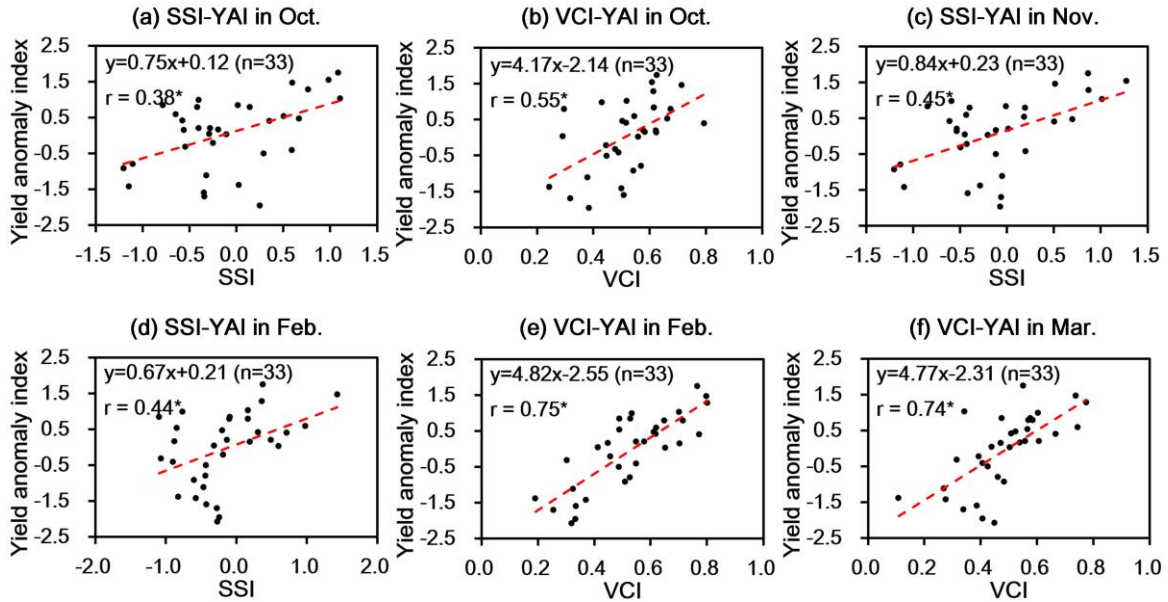 (a) SSI-YAI in Oct.
y=0.75x+0.12 (n=33)
r = 0.38*
Yield anomaly index
2.5
1.5
0.5
-0.5
-1.5
-2.5
-1.5 -1.0 -0.5 0.0 0.5 1.0 1.5
SSI
(b) VCI-YAI in Oct.
y=4.17x-2.14 (n=33)
r = 0.55*
Yield anomaly index
2.5
1.5
0.5
-0.5
-1.5
-2.5
0.0 0.2 0.4 0.6 0.8 1.0
VCI
(c) SSI-YAI in Nov.
y=0.84x+0.23 (n=33)
r = 0.45*
Yield anomaly index
2.5
1.5
0.5
-0.5
-1.5
-2.5
-1.5 -1.0 -0.5 0.0 0.5 1.0 1.5
SSI
(d) SSI-YAI in Feb.
y=0.67x+0.21 (n=33)
r = 0.44*
Yield anomaly index
2.5
1.5
0.5
-0.5
-1.5
-2.5
-2.0 -1.0 0.0 1.0 2.0
SSI
(e) VCI-YAI in Feb.
y=4.82x-2.55 (n=33)
r = 0.75*
Yield anomaly index
2.5
1.5
0.5
-0.5
-1.5
-2.5
0.0 0.2 0.4 0.6 0.8 1.0
VCI
(f) VCI-YAI in Mar.
y=4.77x-2.31 (n=33)
r = 0.74*
Yield anomaly index
2.5
1.5
0.5
-0.5
-1.5
-2.5
0.0 0.2 0.4 0.6 0.8 1.0
VCI